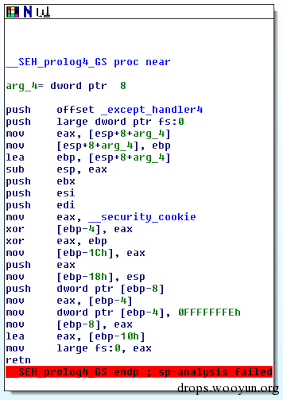 __SEH_prolog4_GS proc near
arg_4= dword ptr 8
push offset _except_handler4
push large dword ptr fs:0
mov eax, [esp+8+arg_4]
mov [esp+8+arg_4], ebp
lea ebp, [esp+8+arg_4]
sub esp, eax
push ebx
push esi
push edi
mov eax, __security_cookie
xor [ebp-4], eax
xor eax, ebp
mov [ebp-1Ch], eax
push eax
mov [ebp-18h], esp
push dword ptr [ebp-8]
mov eax, [ebp-4]
mov dword ptr [ebp-4], 0FFFFFFFEh
mov [ebp-8], eax
lea eax, [ebp-10h]
mov large fs:0, eax
retn
__SEH_prolog4_GS endp ; sp-analysis failed
drops.wooyun.org